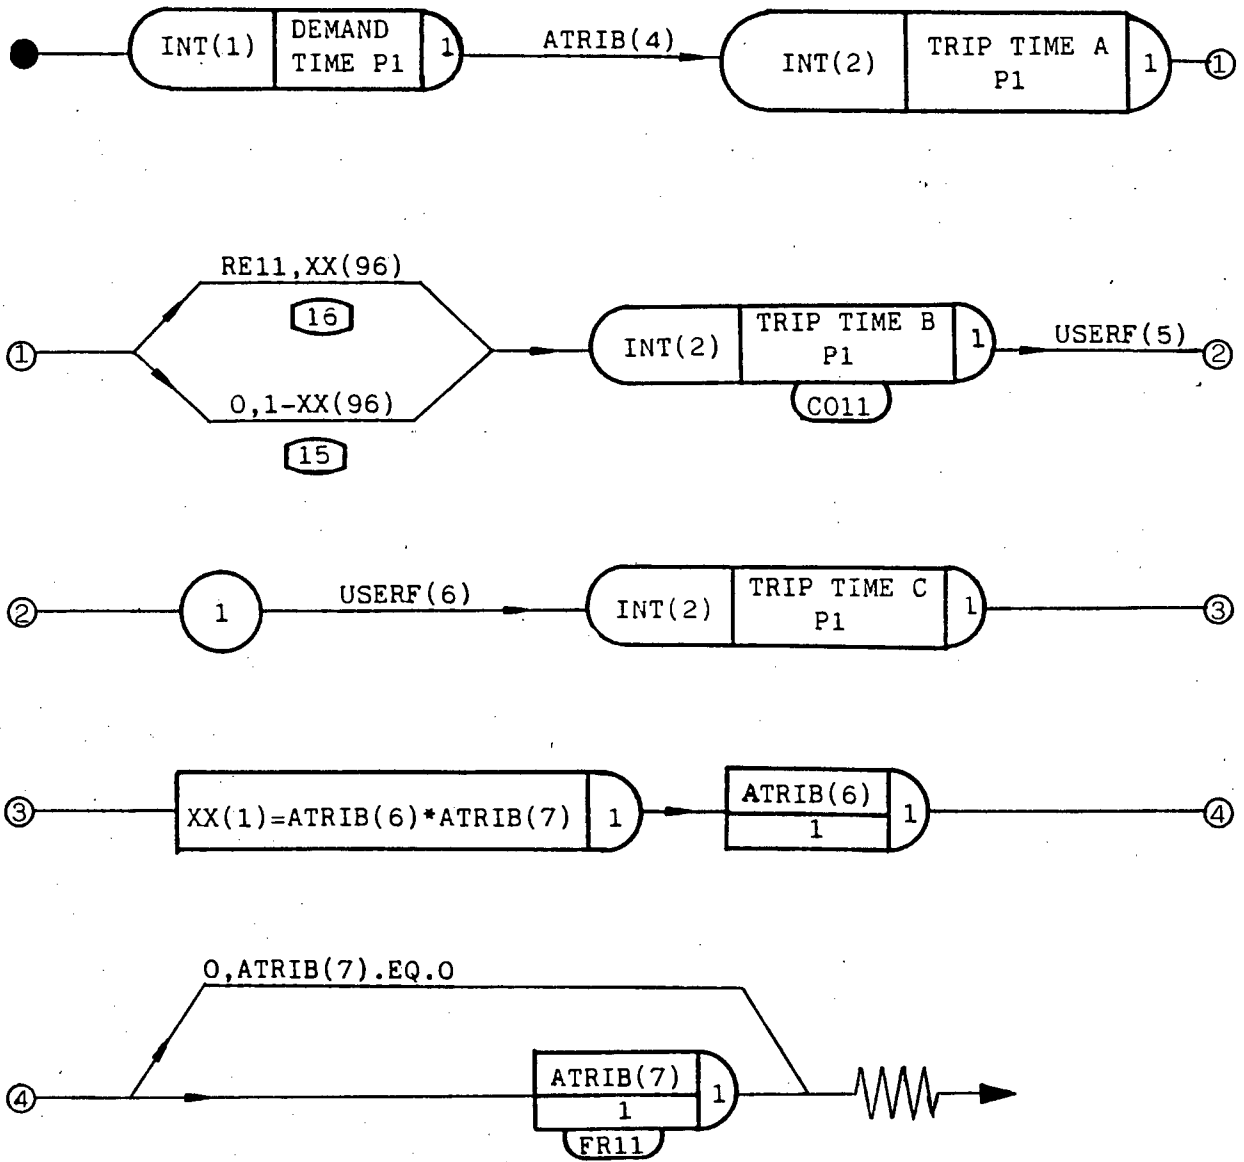 INT(1) DEMAND TIME P1 1 ATRIB(4) INT(2) TRIP TIME A P1 1 1
RE11,XX(96)
16
1 INT(2) TRIP TIME B P1 1 USERF(5) 2
CO11
0,1-XX(96)
15
2 1 USERF(6) INT(2) TRIP TIME C P1 1 3
3 XX(1)=ATRIB(6)*ATRIB(7) 1 ATRIB(6) 1 1 4
0,ATRIB(7).EQ.0
4 ATRIB(7) 1 1
FR11